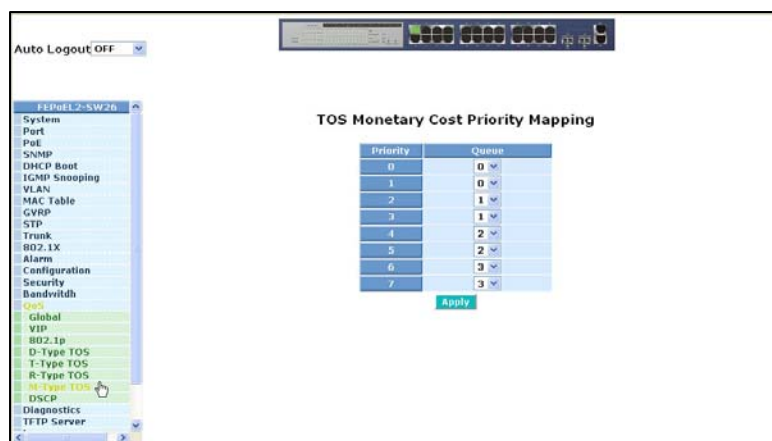 Auto Logout OFF
FEPoEL2-SW26
System
Port
PoE
SNMP
DHCP Boot
IGMP Snooping
VLAN
MAC Table
GVRP
STP
Trunk
802.1X
Alarm
Configuration
Security
Bandwitdh
QoS
Global
VIP
802.1p
D-Type TOS
T-Type TOS
R-Type TOS
M-Type TOS
DSCP
Diagnostics
TFTP Server
TOS Monetary Cost Priority Mapping
Priority Queue
0 0
1 0
2 1
3 1
4 2
5 2
6 3
7 3
Apply